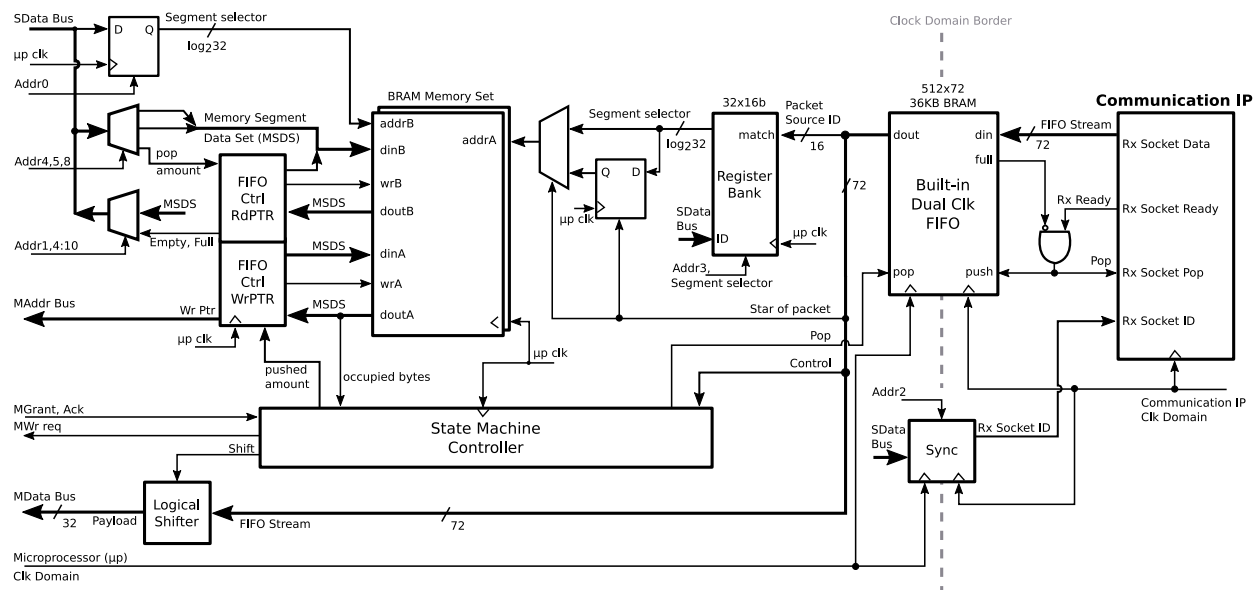 SData Bus
Segment selector
Clock Domain Border
D Q
log₂32
µp clk
Addr0
BRAM Memory Set
32x16b
512x72
36KB BRAM
Communication IP
Memory Segment
Data Set (MSDS)
addrB
addrA
Segment selector
log₂32
match
Packet
Source ID
16
dout
din
FIFO Stream
72
Rx Socket Data
full
Addr4,5,8
pop
amount
dinB
FIFO
Ctrl
RdPTR
wrB
Q D
Register
Bank
72
Built-in
Dual Clk
FIFO
MSDS
MSDS
doutB
µp clk
SData
Bus
ID
µp clk
Rx Ready
Rx Socket Ready
Addr1,4:10
Empty, Full
MSDS
dinA
FIFO
Ctrl
WrPTR
wrA
Addr3,
Segment selector
pop
push
Pop
Rx Socket Pop
MAddr Bus
Wr Ptr
MSDS
doutA
Star of packet
Rx Socket ID
µp clk
Pop
µp clk
pushed
amount
occupied bytes
Control
Addr2
Communication IP
Clk Domain
MGrant, Ack
MWr req
State Machine
Controller
SData
Bus
Sync
Rx Socket ID
Shift
MData Bus
32
Payload
Logical
Shifter
FIFO Stream
72
Microprocessor (µp)
Clk Domain